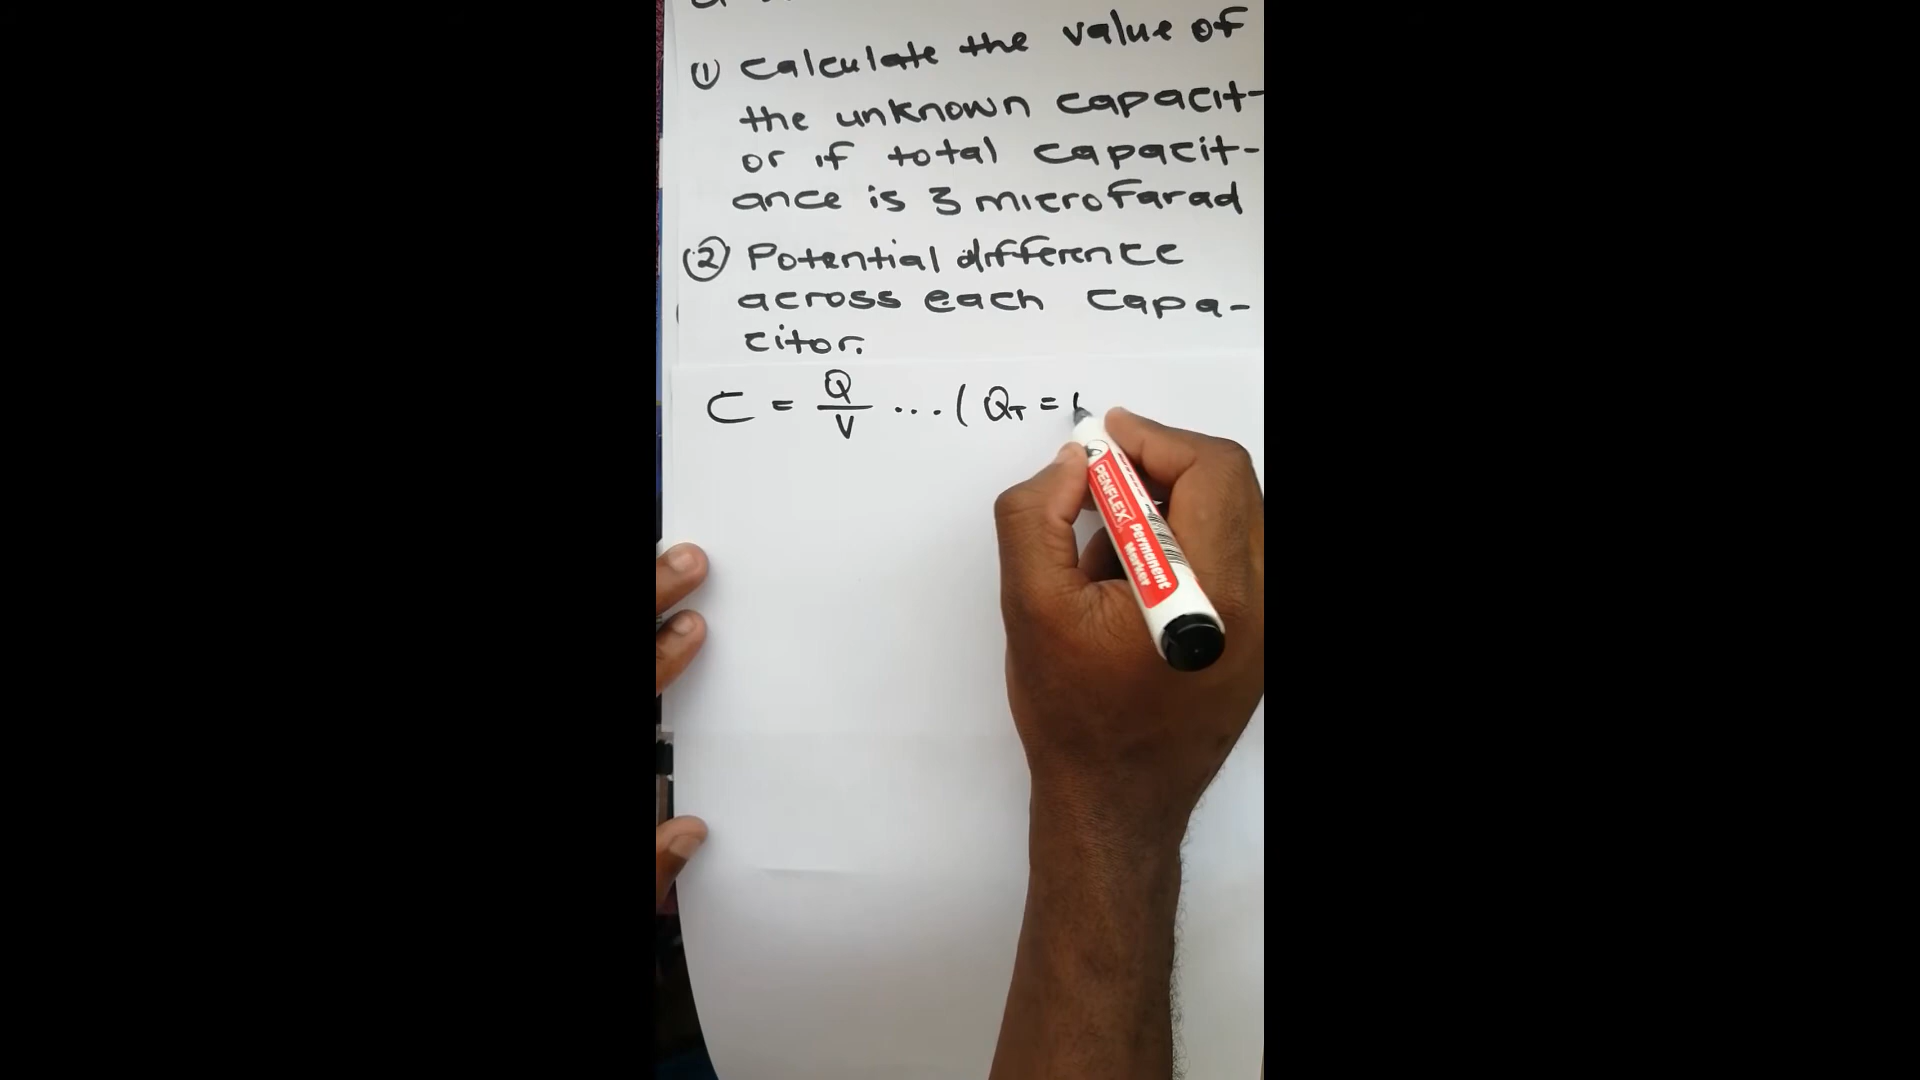 ① Calculate the value of
the unknown capacit-
or if total capacit-
ance is 3 microfarad
② Potential difference
across each capa-
citor.
C = Q/V ... ( Q_T =
PENFLEX Permanent
Marker